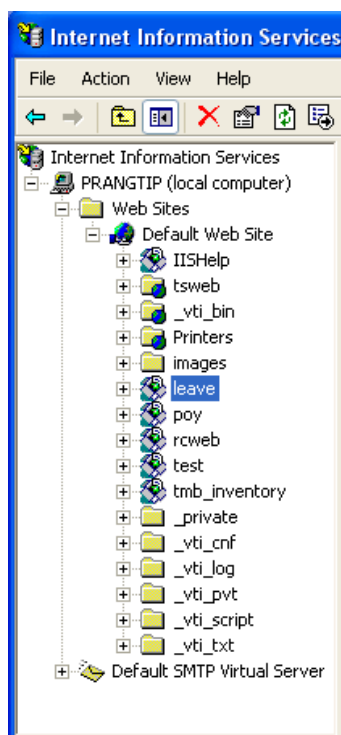 Internet Information Services
File Action View Help
Internet Information Services
PRANGTIP (local computer)
Web Sites
Default Web Site
IISHelp
tsweb
_vti_bin
Printers
images
leave
poy
rcweb
test
tmb_inventory
_private
_vti_cnf
_vti_log
_vti_pvt
_vti_script
_vti_txt
Default SMTP Virtual Server